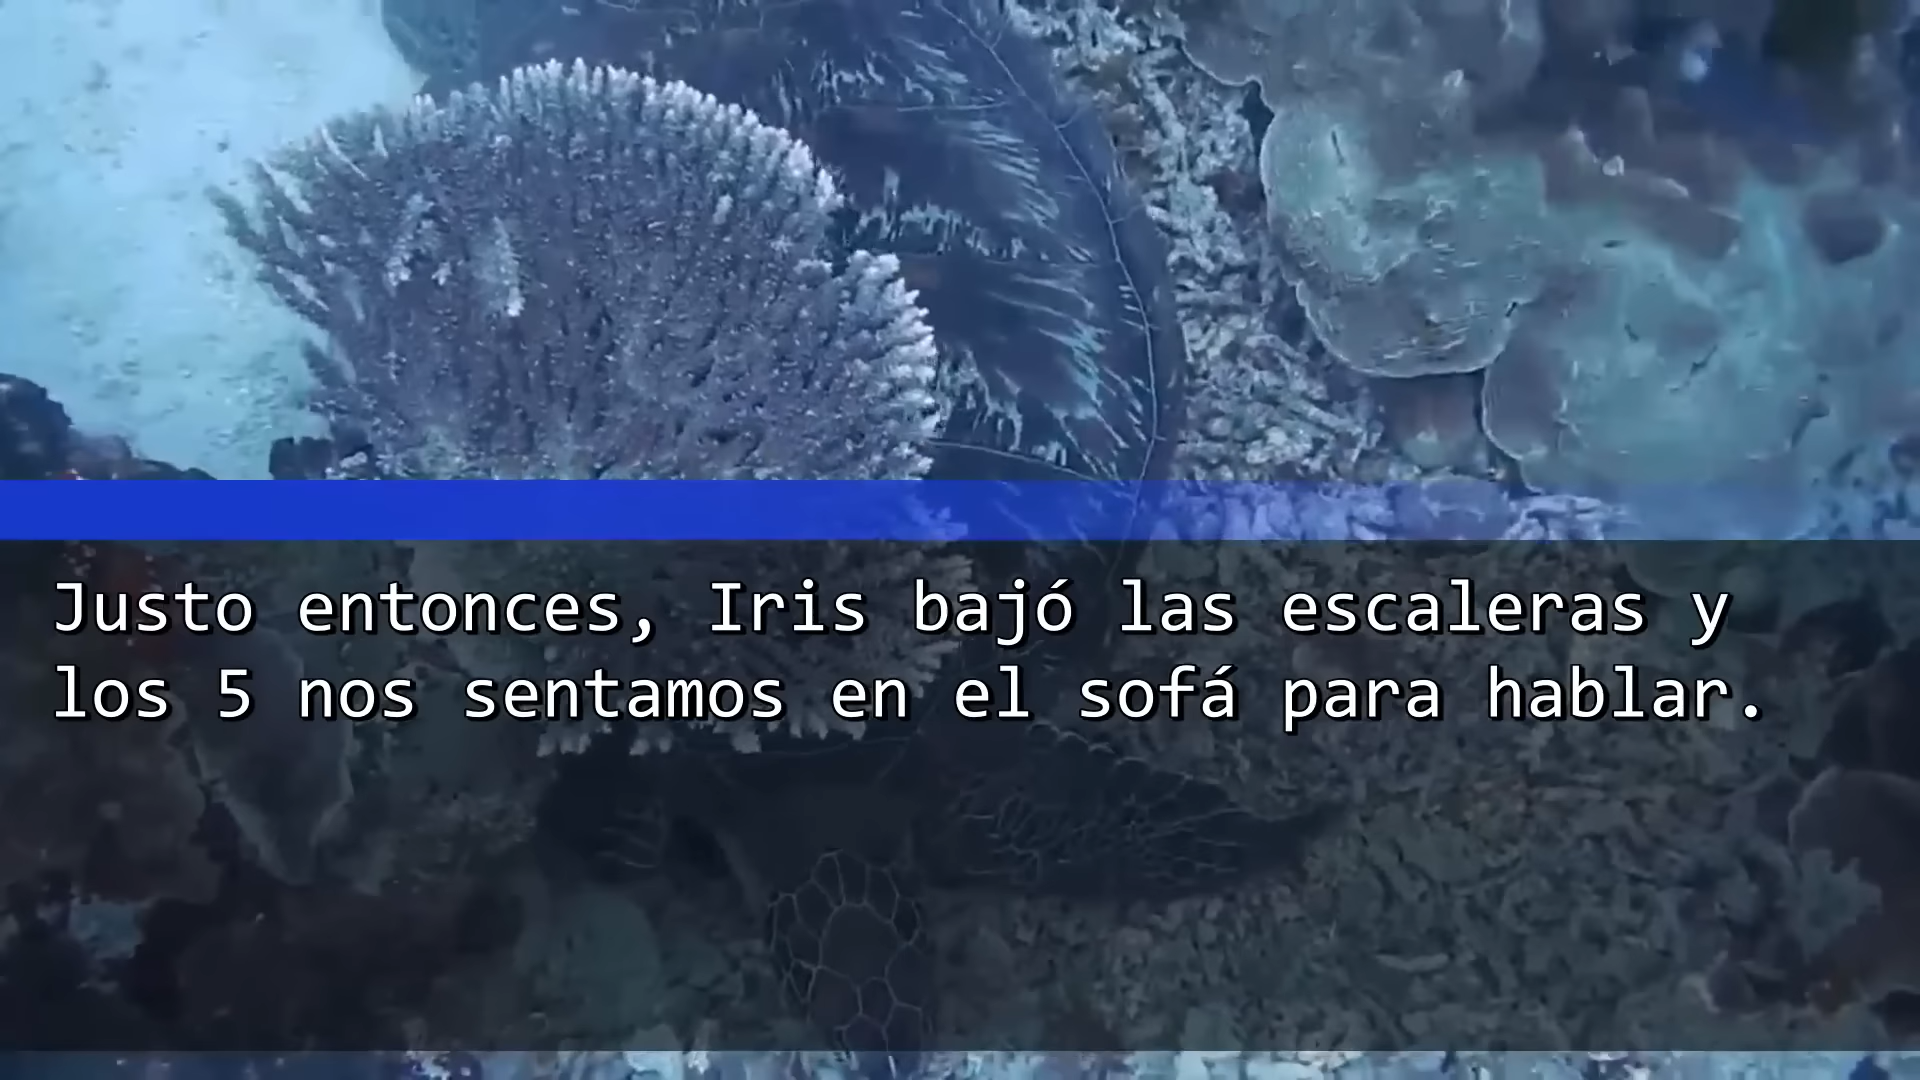 Justo entonces, Iris bajó las escaleras y
los 5 nos sentamos en el sofá para hablar.